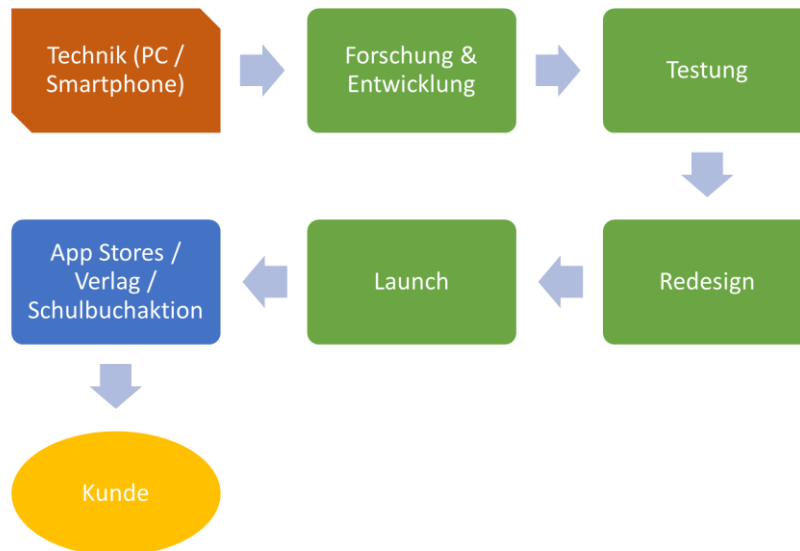 Technik (PC /
Smartphone)
Forschung &
Entwicklung
Testung
Redesign
Launch
App Stores /
Verlag /
Schulbuchaktion
Kunde